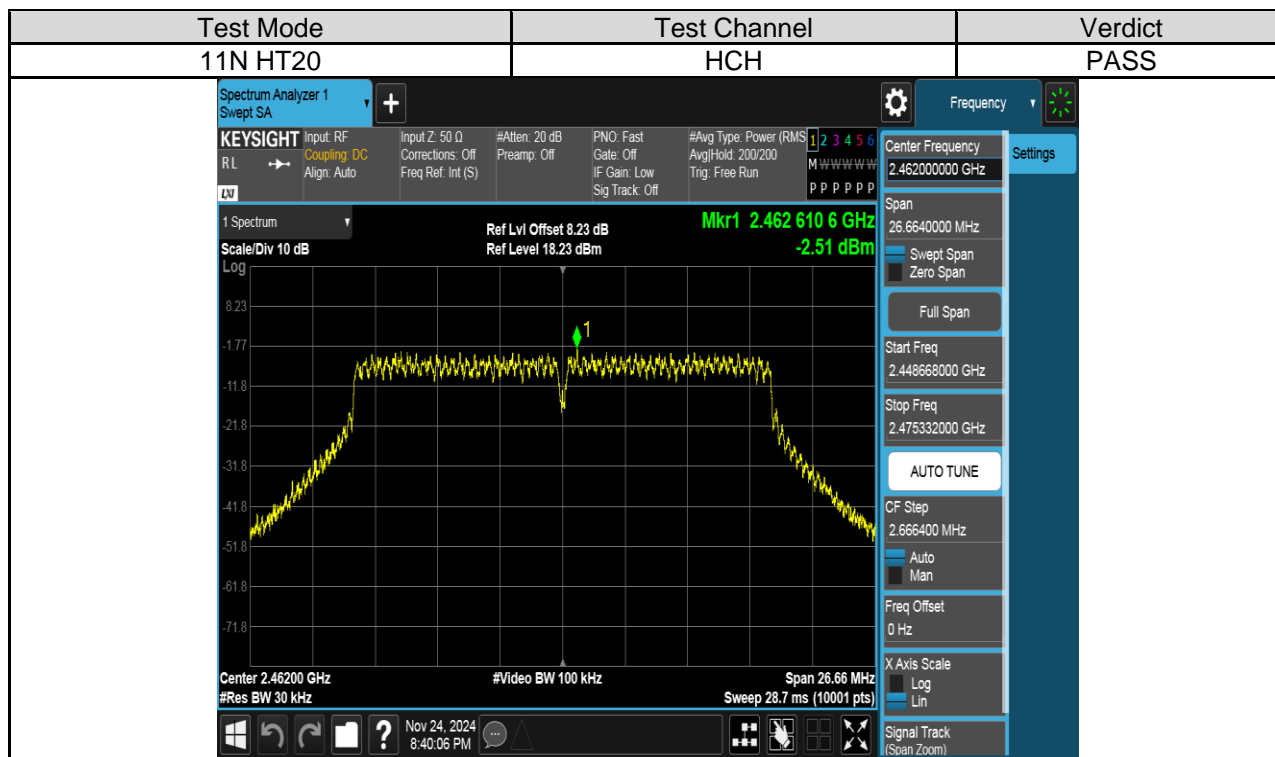 Test Mode Test Channel Verdict
11N HT20 HCH PASS
Spectrum Analyzer 1
Swept SA
Frequency
KEYSIGHT
R L
LXI
Input: RF
Coupling: DC
Align: Auto
Input Z: 50 Ω
Corrections: Off
Freq Ref: Int (S)
#Atten: 20 dB
Preamp: Off
PNO: Fast
Gate: Off
IF Gain: Low
Sig Track: Off
#Avg Type: Power (RMS
Avg|Hold: 200/200
Trig: Free Run
1 2 3 4 5 6
M W W W W W
P P P P P P
1 Spectrum
Scale/Div 10 dB
Log
Ref Lvl Offset 8.23 dB
Ref Level 18.23 dBm
Mkr1 2.462 610 6 GHz
-2.51 dBm
8.23
-1.77
-11.8
-21.8
-31.8
-41.8
-51.8
-61.8
-71.8
1
Center 2.46200 GHz
#Res BW 30 kHz
#Video BW 100 kHz
Span 26.66 MHz
Sweep 28.7 ms (10001 pts)
Center Frequency
2.462000000 GHz
Settings
Span
26.6640000 MHz
Swept Span
Zero Span
Full Span
Start Freq
2.448668000 GHz
Stop Freq
2.475332000 GHz
AUTO TUNE
CF Step
2.666400 MHz
Auto
Man
Freq Offset
0 Hz
X Axis Scale
Log
Lin
Signal Track
(Span Zoom)
?
Nov 24, 2024
8:40:06 PM